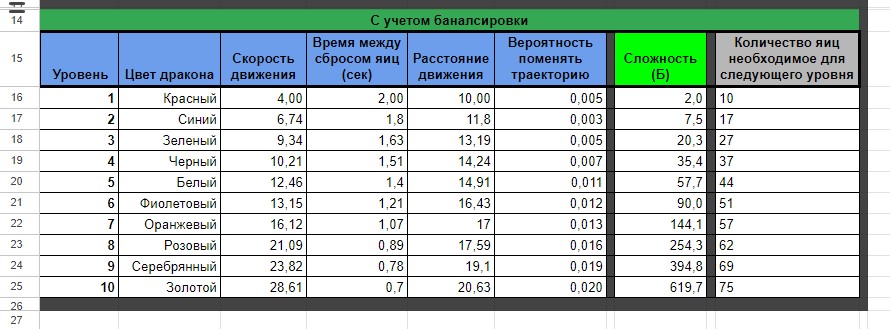 14 С учетом баналсировки
15 Уровень Цвет дракона Скорость движения Время между сбросом яиц (сек) Расстояние движения Вероятность поменять траекторию Сложность (Б) Количество яиц необходимое для следующего уровня
16 1 Красный 4,00 2,00 10,00 0,005 2,0 10
17 2 Синий 6,74 1,8 11,8 0,003 7,5 17
18 3 Зеленый 9,34 1,63 13,19 0,005 20,3 27
19 4 Черный 10,21 1,51 14,24 0,007 35,4 37
20 5 Белый 12,46 1,4 14,91 0,011 57,7 44
21 6 Фиолетовый 13,15 1,21 16,43 0,012 90,0 51
22 7 Оранжевый 16,12 1,07 17 0,013 144,1 57
23 8 Розовый 21,09 0,89 17,59 0,016 254,3 62
24 9 Серебрянный 23,82 0,78 19,1 0,019 394,8 69
25 10 Золотой 28,61 0,7 20,63 0,020 619,7 75
26
27